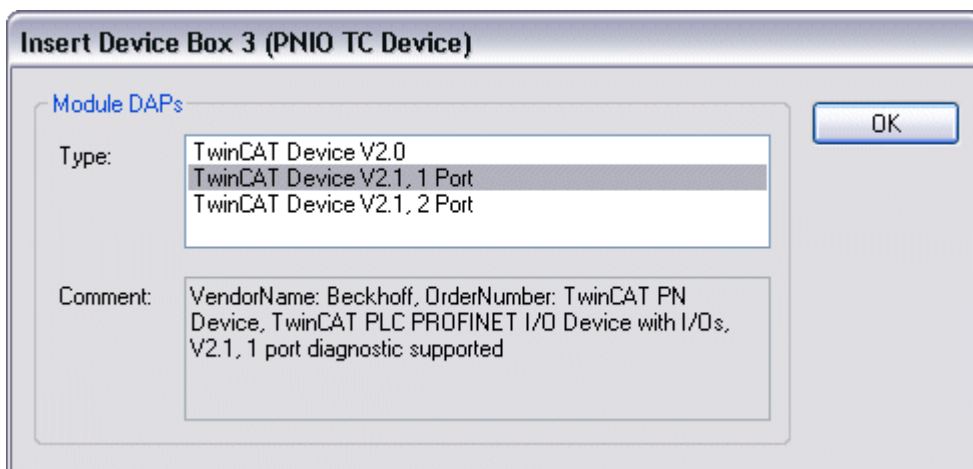 Insert Device Box 3 (PNIO TC Device)
Module DAPs
OK
Type:
TwinCAT Device V2.0
TwinCAT Device V2.1, 1 Port
TwinCAT Device V2.1, 2 Port
Comment:
VendorName: Beckhoff, OrderNumber: TwinCAT PN
Device, TwinCAT PLC PROFINET I/O Device with I/Os,
V2.1, 1 port diagnostic supported